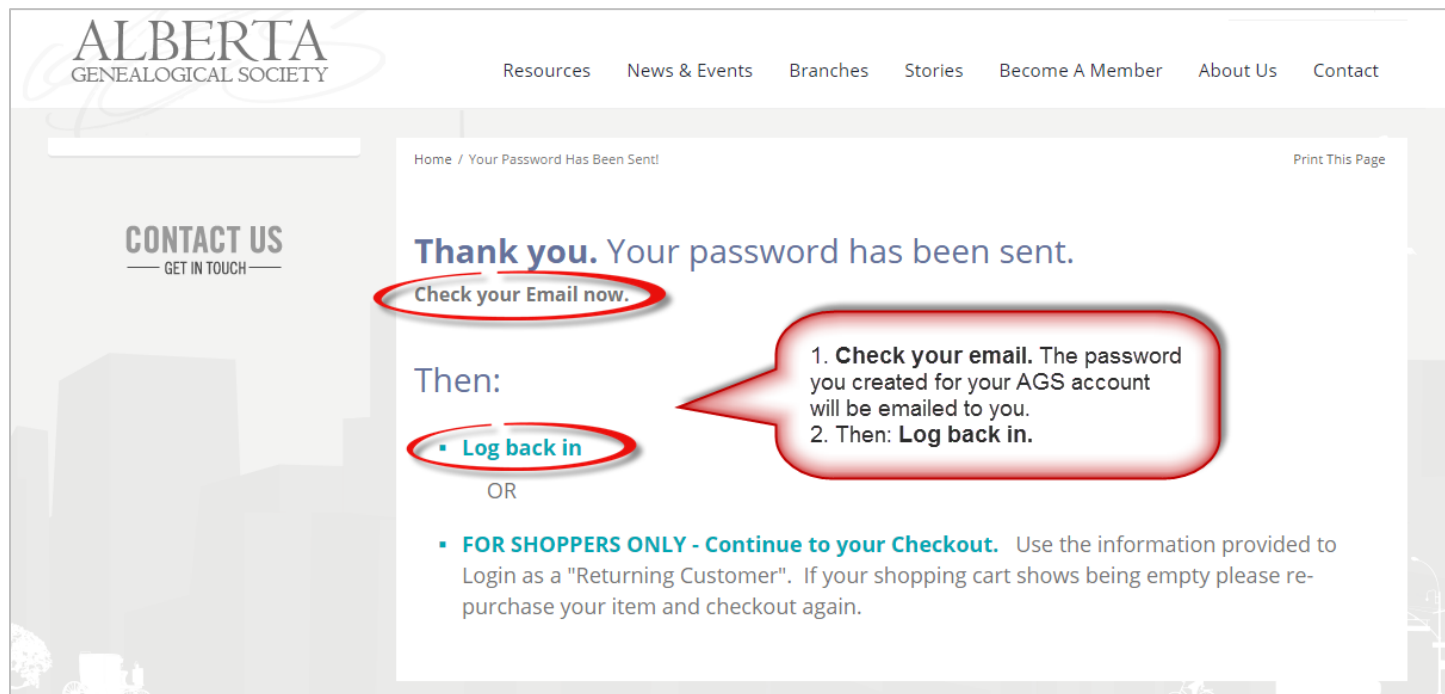 ALBERTA
GENEALOGICAL SOCIETY
Resources News & Events Branches Stories Become A Member About Us Contact
Home / Your Password Has Been Sent! Print This Page
CONTACT US
GET IN TOUCH
Thank you. Your password has been sent.
Check your Email now.
1. Check your email. The password
you created for your AGS account
will be emailed to you.
2. Then: Log back in.
Then:
▪ Log back in
OR
▪ FOR SHOPPERS ONLY - Continue to your Checkout. Use the information provided to
Login as a "Returning Customer". If your shopping cart shows being empty please re-
purchase your item and checkout again.